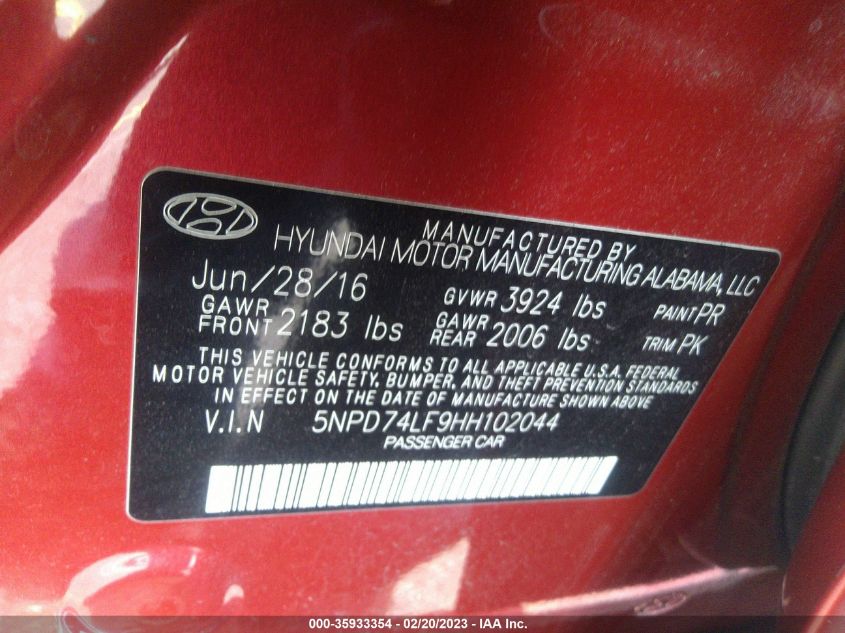 MANUFACTURED BY
HYUNDAI MOTOR MANUFACTURING ALABAMA, LLC
Jun/28/16 GVWR 3924 lbs PAINT PR
GAWR FRONT 2183 lbs GAWR REAR 2006 lbs TRIM PK
THIS VEHICLE CONFORMS TO ALL APPLICABLE U.S.A. FEDERAL
MOTOR VEHICLE SAFETY, BUMPER, AND THEFT PREVENTION STANDARDS
IN EFFECT ON THE DATE OF MANUFACTURE SHOWN ABOVE
V.I.N 5NPD74LF9HH102044
PASSENGER CAR
000-35933354 - 02/20/2023 - IAA Inc.